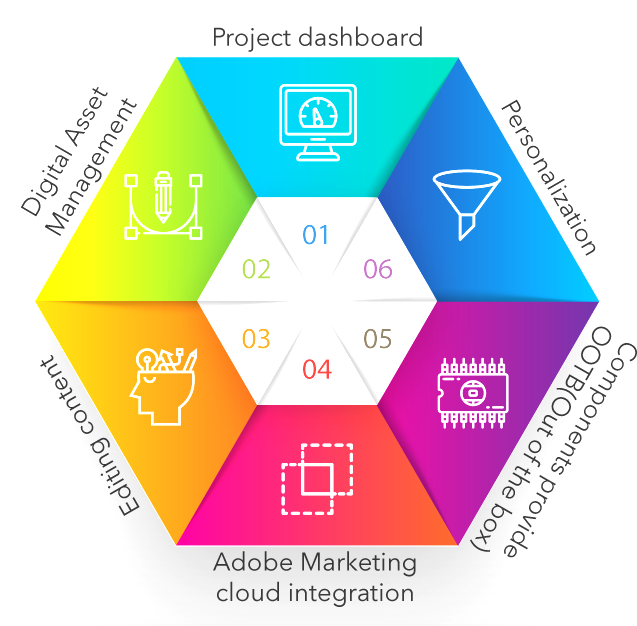 Project dashboard
Digital Asset
Management
Personalization
01
02
06
03
05
04
Editing content
Components provide
OOTB(Out of the box)
Adobe Marketing
cloud integration